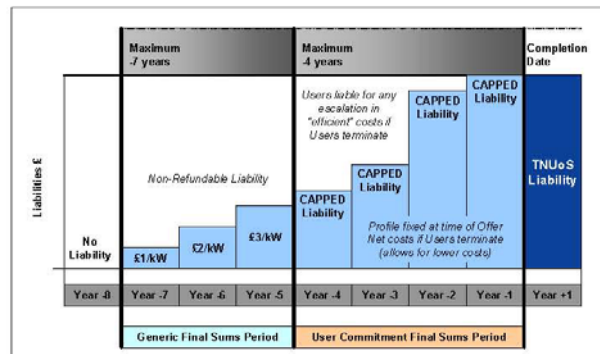 Maximum
-7 years
Maximum
-4 years
Completion
Date
Liabilities £
No
Liability
Non-Refundable Liability
£1/kW
£2/kW
£3/kW
Users liable for any
escalation in
"efficient" costs if
Users terminate
CAPPED
Liability
CAPPED
Liability
CAPPED
Liability
CAPPED
Liability
Profile fixed at time of Offer
Net costs if Users terminate
(allows for lower costs)
TNUoS
Liability
Year -8
Year -7
Year -6
Year -5
Year -4
Year -3
Year -2
Year -1
Year +1
Generic Final Sums Period
User Commitment Final Sums Period